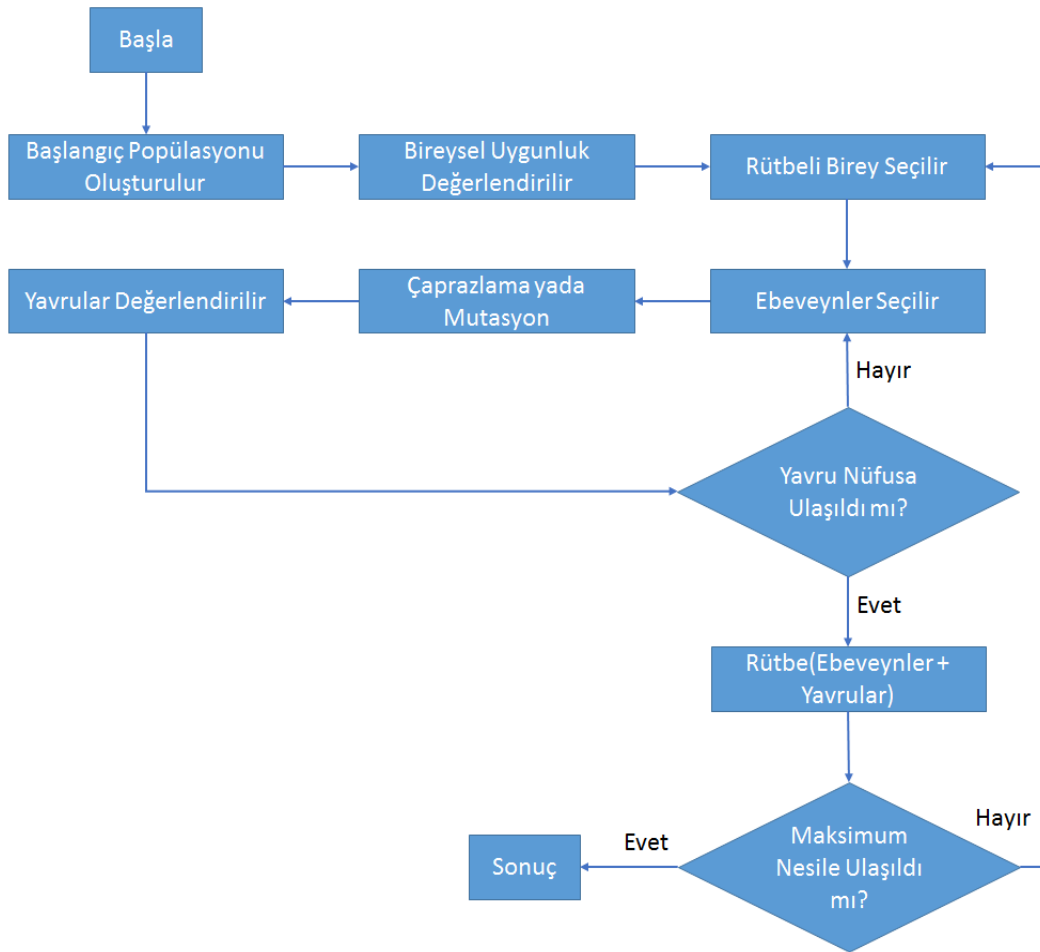 Başla
Başlangıç Popülasyonu
Oluşturulur
Bireysel Uygunluk
Değerlendirilir
Rütbeli Birey Seçilir
Yavrular Değerlendirilir
Çaprazlama yada
Mutasyon
Ebeveynler Seçilir
Hayır
Yavru Nüfusa
Ulaşıldı mı?
Evet
Rütbe(Ebeveynler +
Yavrular)
Maksimum
Nesile Ulaşıldı
mı?
Hayır
Evet
Sonuç